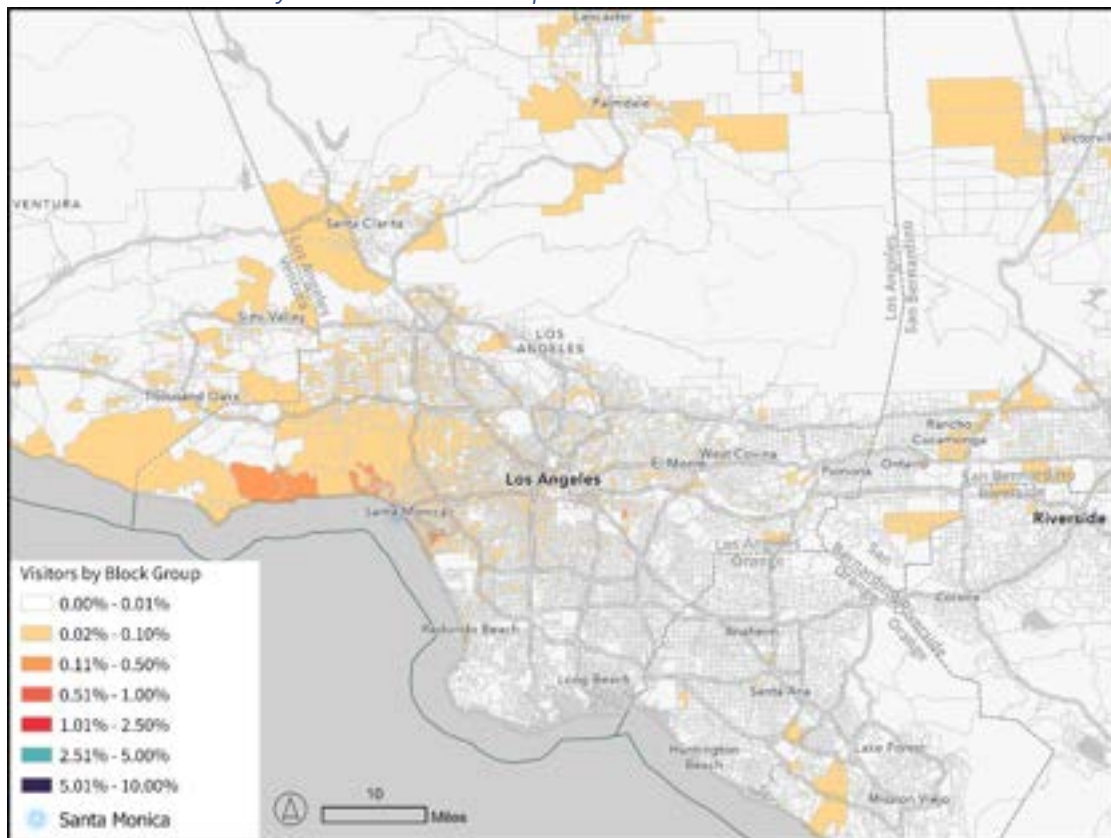 Lancaster
Palmdale
Victorvill
VENTURA
Santa Clarita
Los Angeles
Ventura
Los Angeles
San Bernardino
Simi Valley
LOS
ANGELES
Thousand Oaks
Rancho
Cucamonga
West Covina
El Monte
Pomona
Ontario
Los Angeles
San Bernardino
Riverside
Santa Monica
Riverside
Los Angeles
Orange
San
Bernardino
Riverside
Orange
Corona
Redondo Beach
Anaheim
Long Beach
Santa Ana
Huntington
Beach
Lake Forest
Mission Viejo
Visitors by Block Group
0.00% - 0.01%
0.02% - 0.10%
0.11% - 0.50%
0.51% - 1.00%
1.01% - 2.50%
2.51% - 5.00%
5.01% - 10.00%
Santa Monica
10
Miles